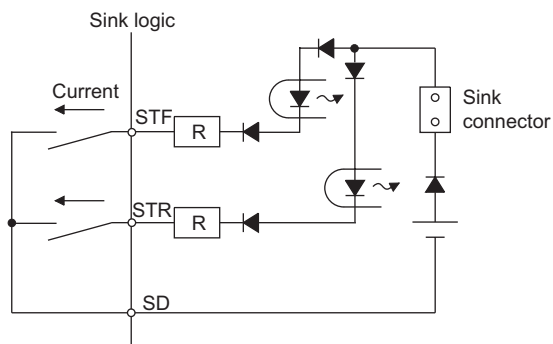 Sink logic
Current
STF
R
Sink
connector
STR
R
SD